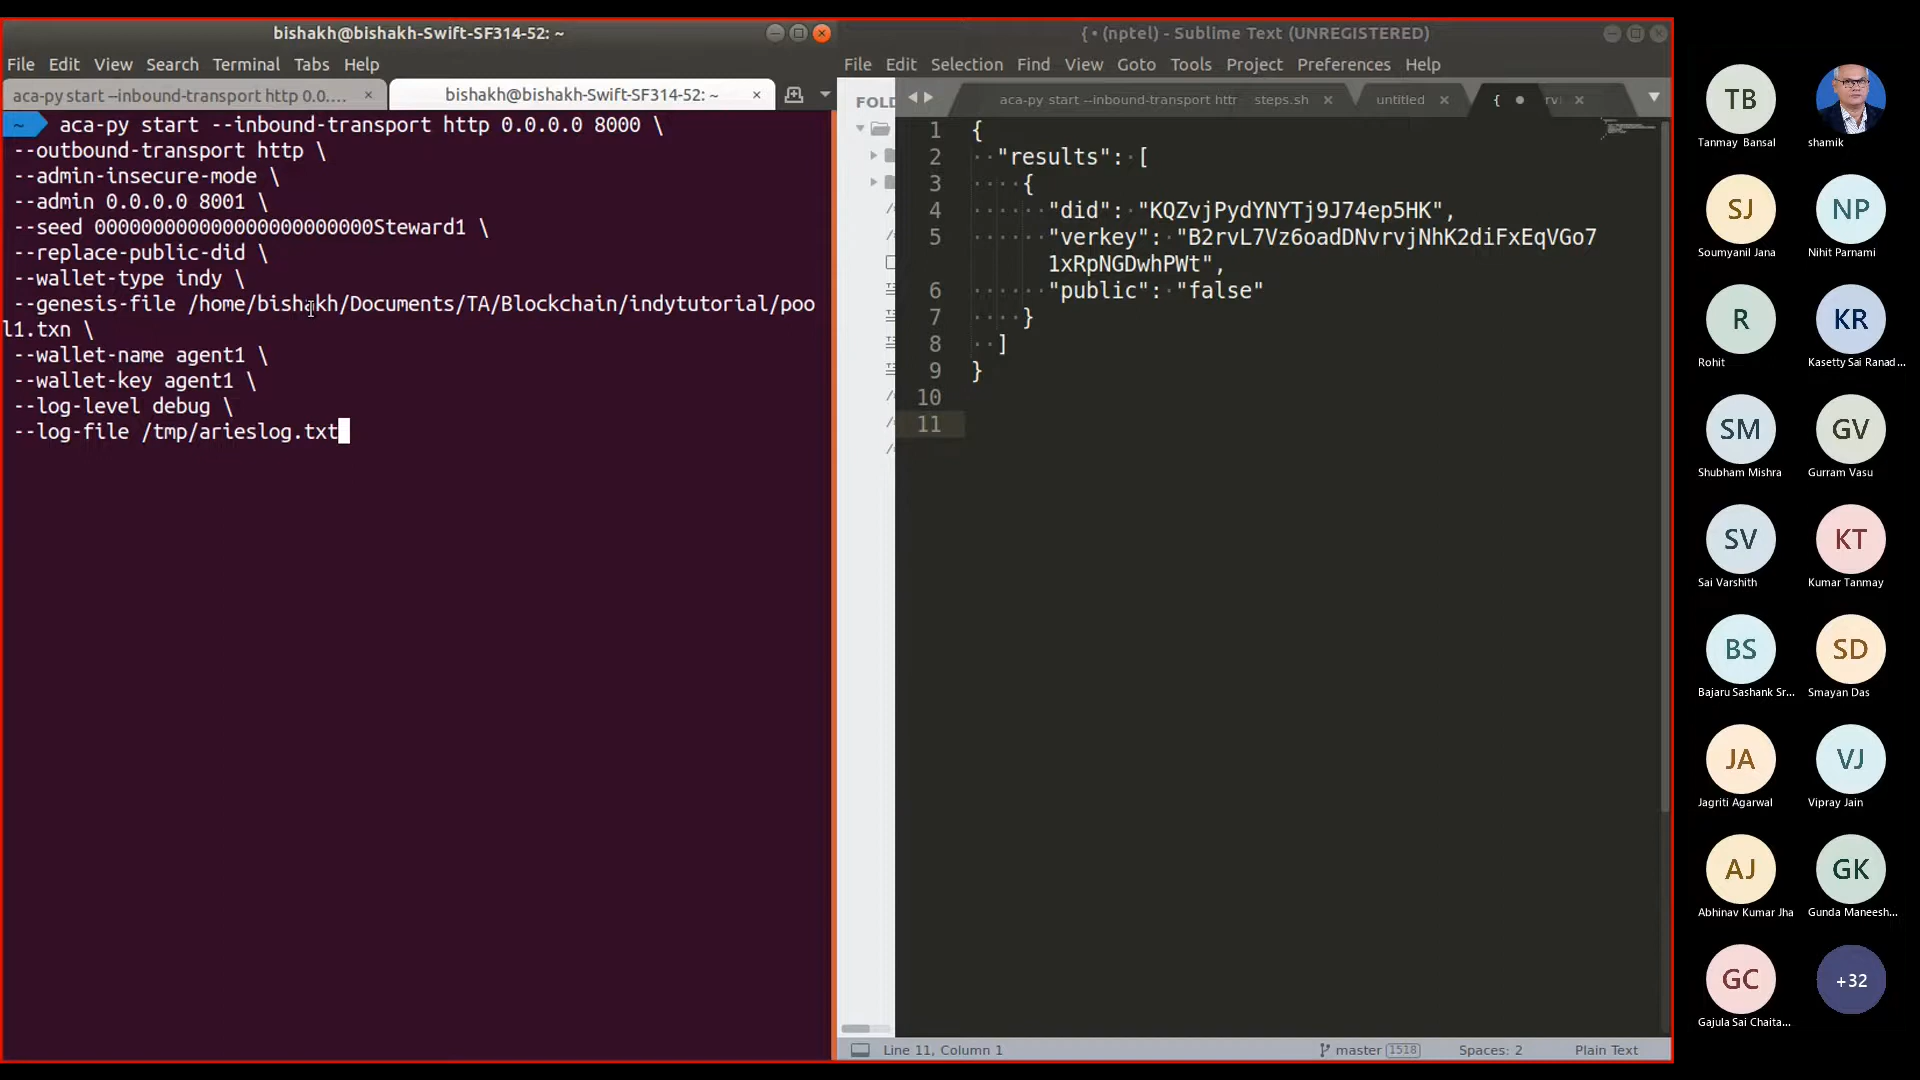 bishakh@bishakh-Swift-SF314-52: ~
File Edit View Search Terminal Tabs Help
aca-py start --inbound-transport http 0.0.... ×
bishakh@bishakh-Swift-SF314-52: ~ ×
~ aca-py start --inbound-transport http 0.0.0.0 8000 \
--outbound-transport http \
--admin-insecure-mode \
--admin 0.0.0.0 8001 \
--seed 000000000000000000000000Steward1 \
--replace-public-did \
--wallet-type indy \
--genesis-file /home/bishakh/Documents/TA/Blockchain/indytutorial/poo
l1.txn \
--wallet-name agent1 \
--wallet-key agent1 \
--log-level debug \
--log-file /tmp/arieslog.txt
{ • (nptel) - Sublime Text (UNREGISTERED)
File Edit Selection Find View Goto Tools Project Preferences Help
FOLD
aca-py start --inbound-transport htt
steps.sh ×
untitled ×
{ •
×
1 {
2 "results": [
3 {
4 "did": "KQZvjPydYNYTj9J74ep5HK",
5 "verkey": "B2rvL7Vz6oadDNvrvjNhK2diFxEqVGo7
1xRpNGDwhPWt",
6 "public": "false"
7 }
8 ]
9 }
10
11
Line 11, Column 1
master 1518
Spaces: 2
Plain Text
TB
Tanmay Bansal
shamik
SJ
Soumyanil Jana
NP
Nihit Parnami
R
Rohit
KR
Kasetty Sai Ranad...
SM
Shubham Mishra
GV
Gurram Vasu
SV
Sai Varshith
KT
Kumar Tanmay
BS
Bajaru Sashank Sr...
SD
Smayan Das
JA
Jagriti Agarwal
VJ
Vipray Jain
AJ
Abhinav Kumar Jha
GK
Gunda Maneesh...
GC
Gajula Sai Chaita...
+32